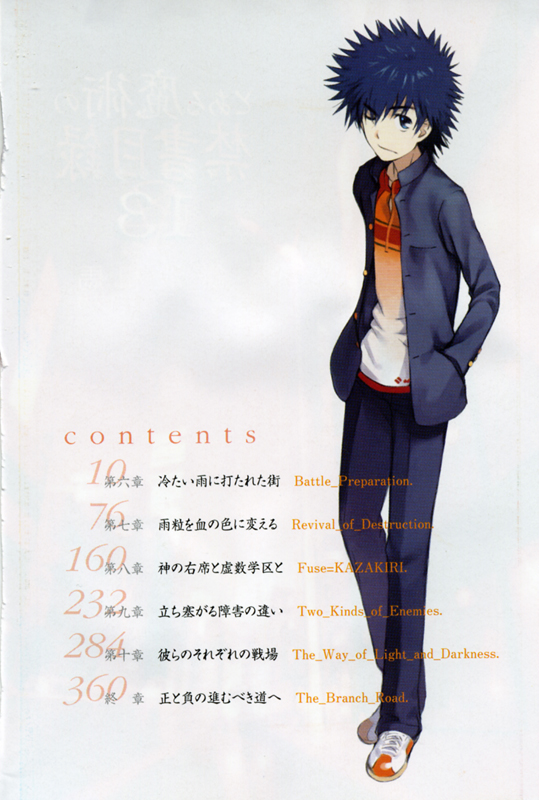 contents
10 第六章 冷たい雨に打たれた街 Battle_Preparation.
76 第七章 雨粒を血の色に変える Revival_of_Destruction.
160 第八章 神の右席と虚数学区と Fuse=KAZAKIRI.
232 第九章 立ち塞がる障害の違い Two_Kinds_of_Enemies.
284 第十章 彼らのそれぞれの戦場 The_Way_of_Light_and_Darkness.
360 終 章 正と負の進むべき道へ The_Branch_Road.